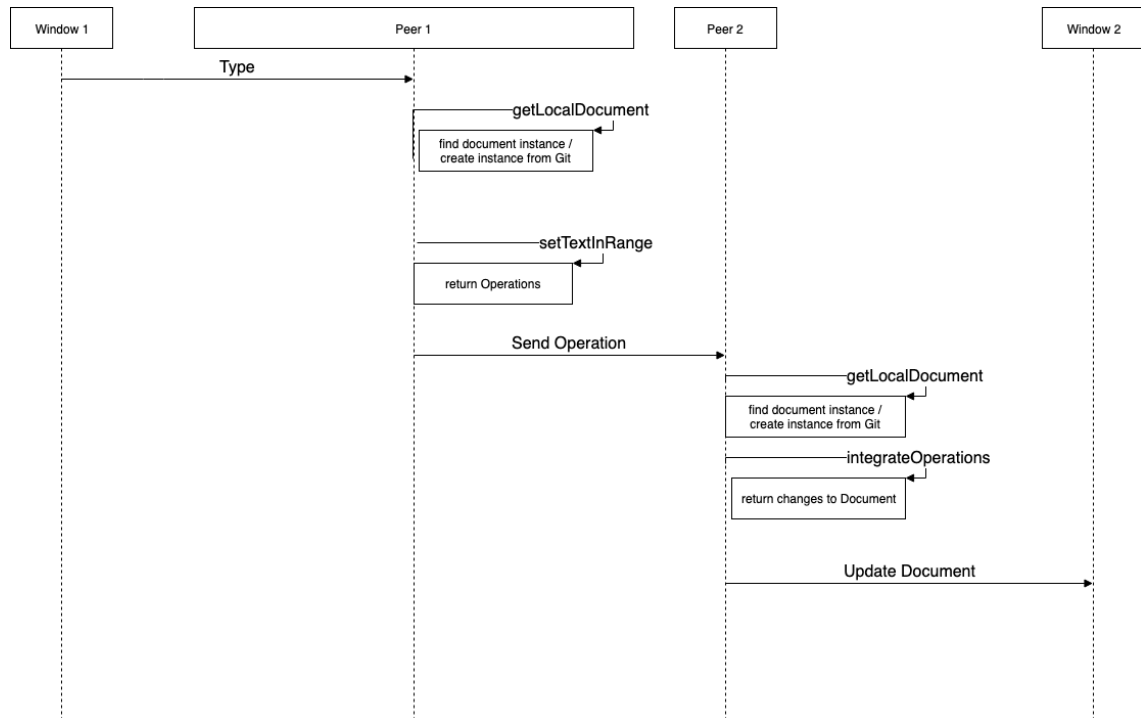 Window 1
Peer 1
Peer 2
Window 2
Type
getLocalDocument
find document instance /
create instance from Git
setTextInRange
return Operations
Send Operation
getLocalDocument
find document instance /
create instance from Git
integrateOperations
return changes to Document
Update Document